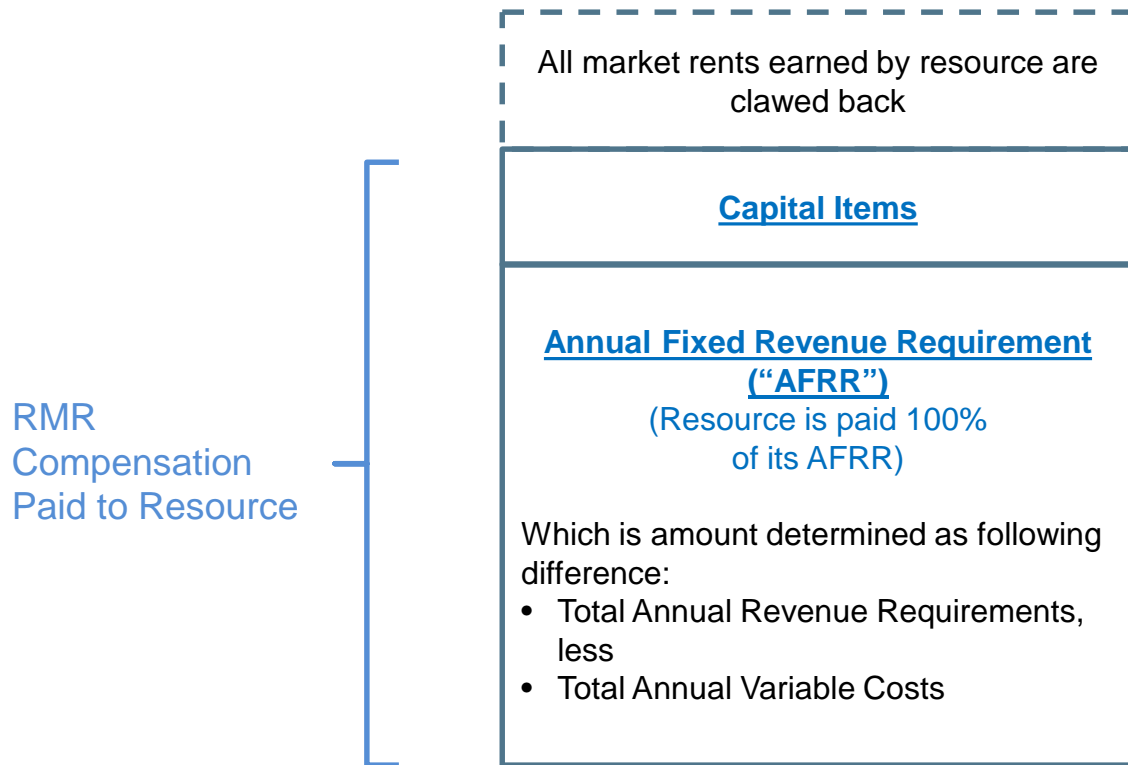 All market rents earned by resource are
clawed back
Capital Items
Annual Fixed Revenue Requirement
(“AFRR”)
(Resource is paid 100%
of its AFRR)
RMR
Compensation
Paid to Resource
Which is amount determined as following
difference:
• Total Annual Revenue Requirements,
less
• Total Annual Variable Costs